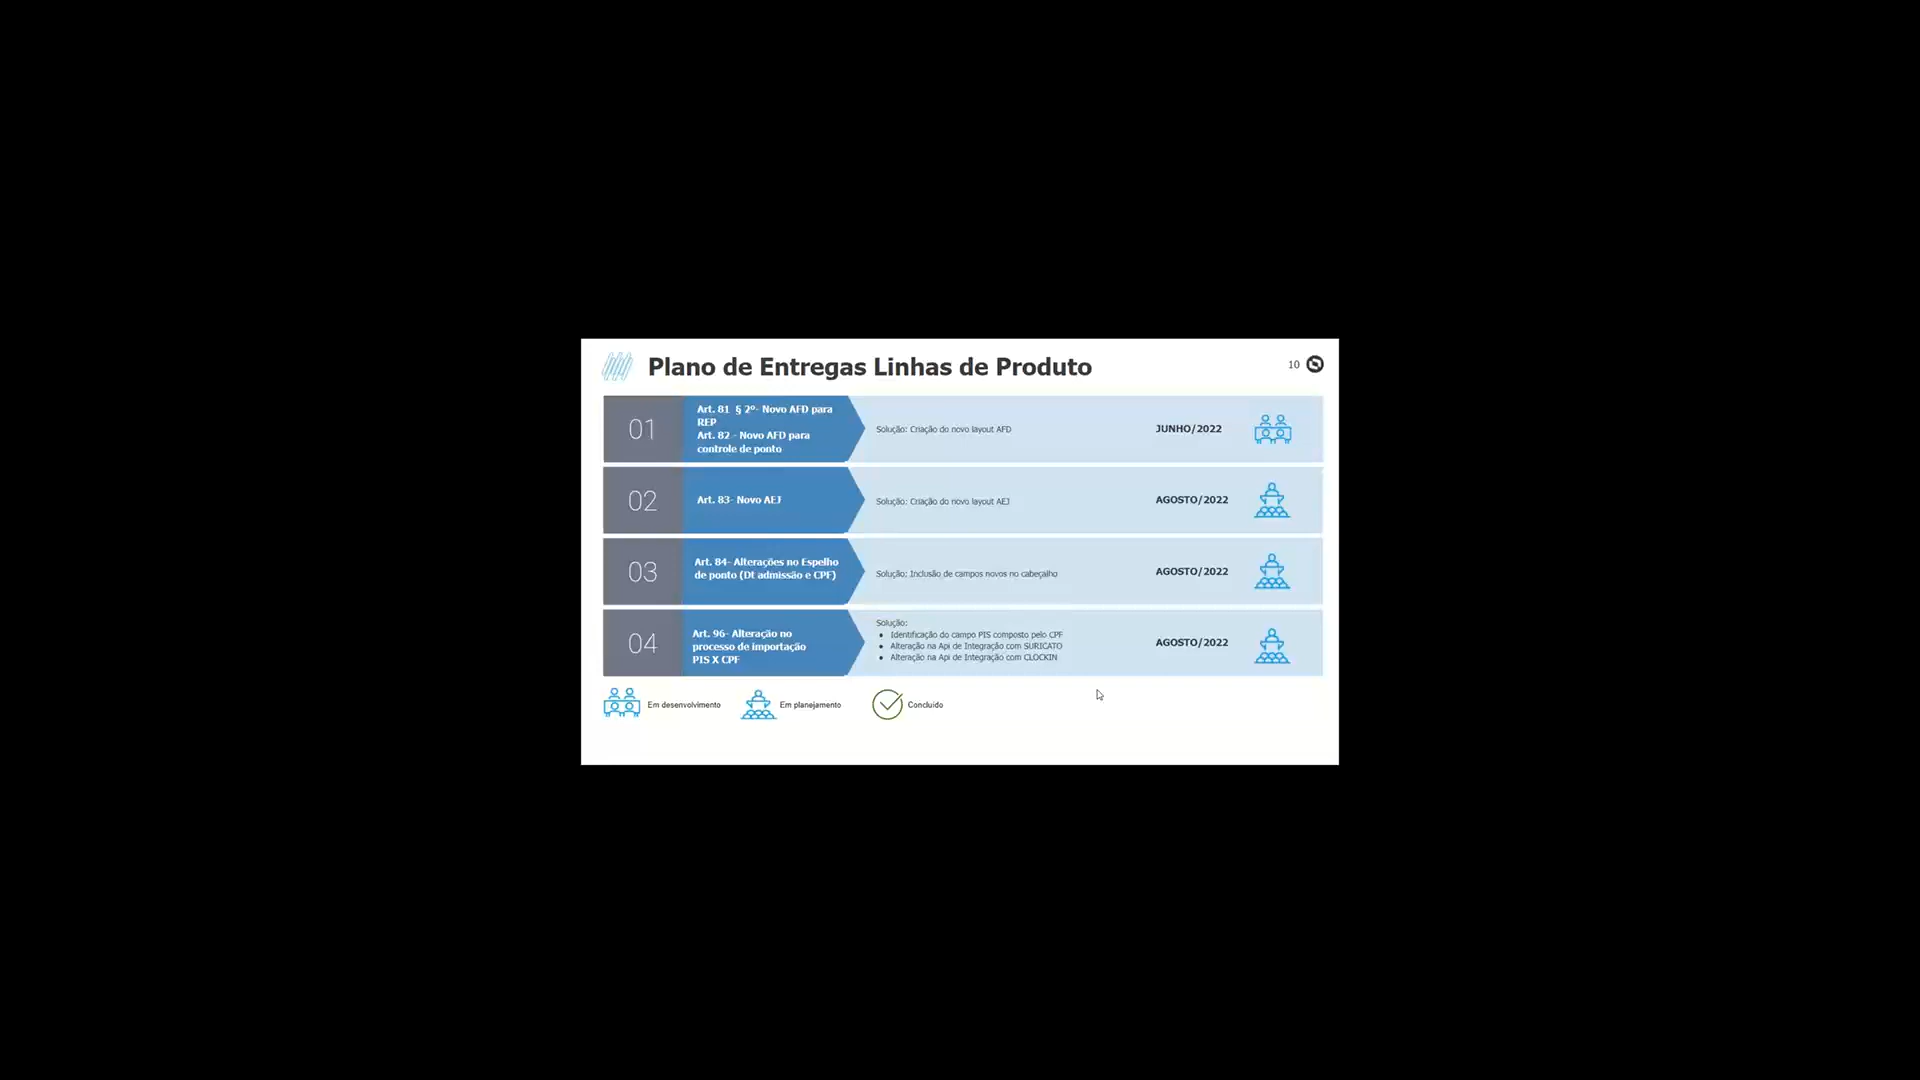 Plano de Entregas Linhas de Produto
10
01
Art. 81 § 2º- Novo AFD para
REP
Art. 82 - Novo AFD para
controle de ponto
Solução: Criação do novo layout AFD
JUNHO/2022
02
Art. 83- Novo AEJ
Solução: Criação do novo layout AEJ
AGOSTO/2022
03
Art. 84- Alterações no Espelho
de ponto (Dt admissão e CPF)
Solução: Inclusão de campos novos no cabeçalho
AGOSTO/2022
04
Art. 96- Alteração no
processo de importação
PIS X CPF
Solução:
• Identificação do campo PIS composto pelo CPF
• Alteração na Api de Integração com SURICATO
• Alteração na Api de Integração com CLOCKIN
AGOSTO/2022
Em desenvolvimento
Em planejamento
Concluído